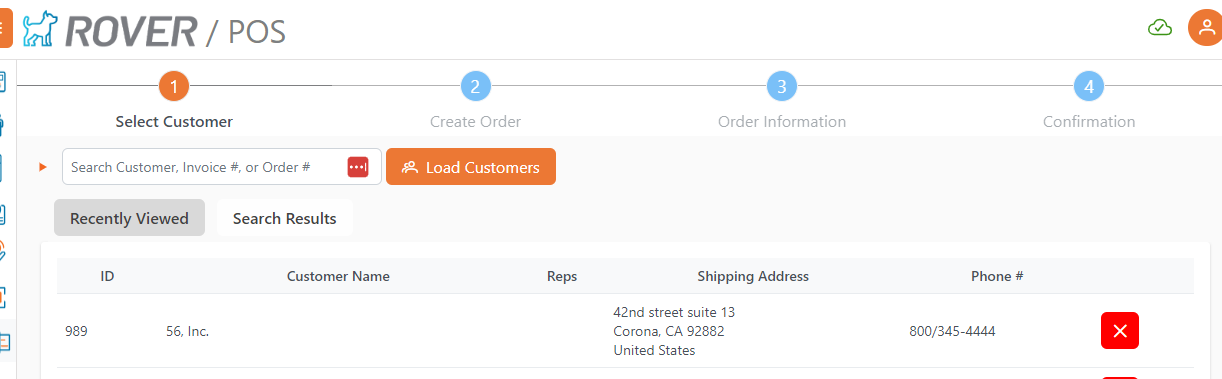 ROVER / POS
1 2 3 4
Select Customer Create Order Order Information Confirmation
Search Customer, Invoice #, or Order # Load Customers
Recently Viewed Search Results
ID Customer Name Reps Shipping Address Phone #
42nd street suite 13
989 56, Inc. Corona, CA 92882 800/345-4444
United States